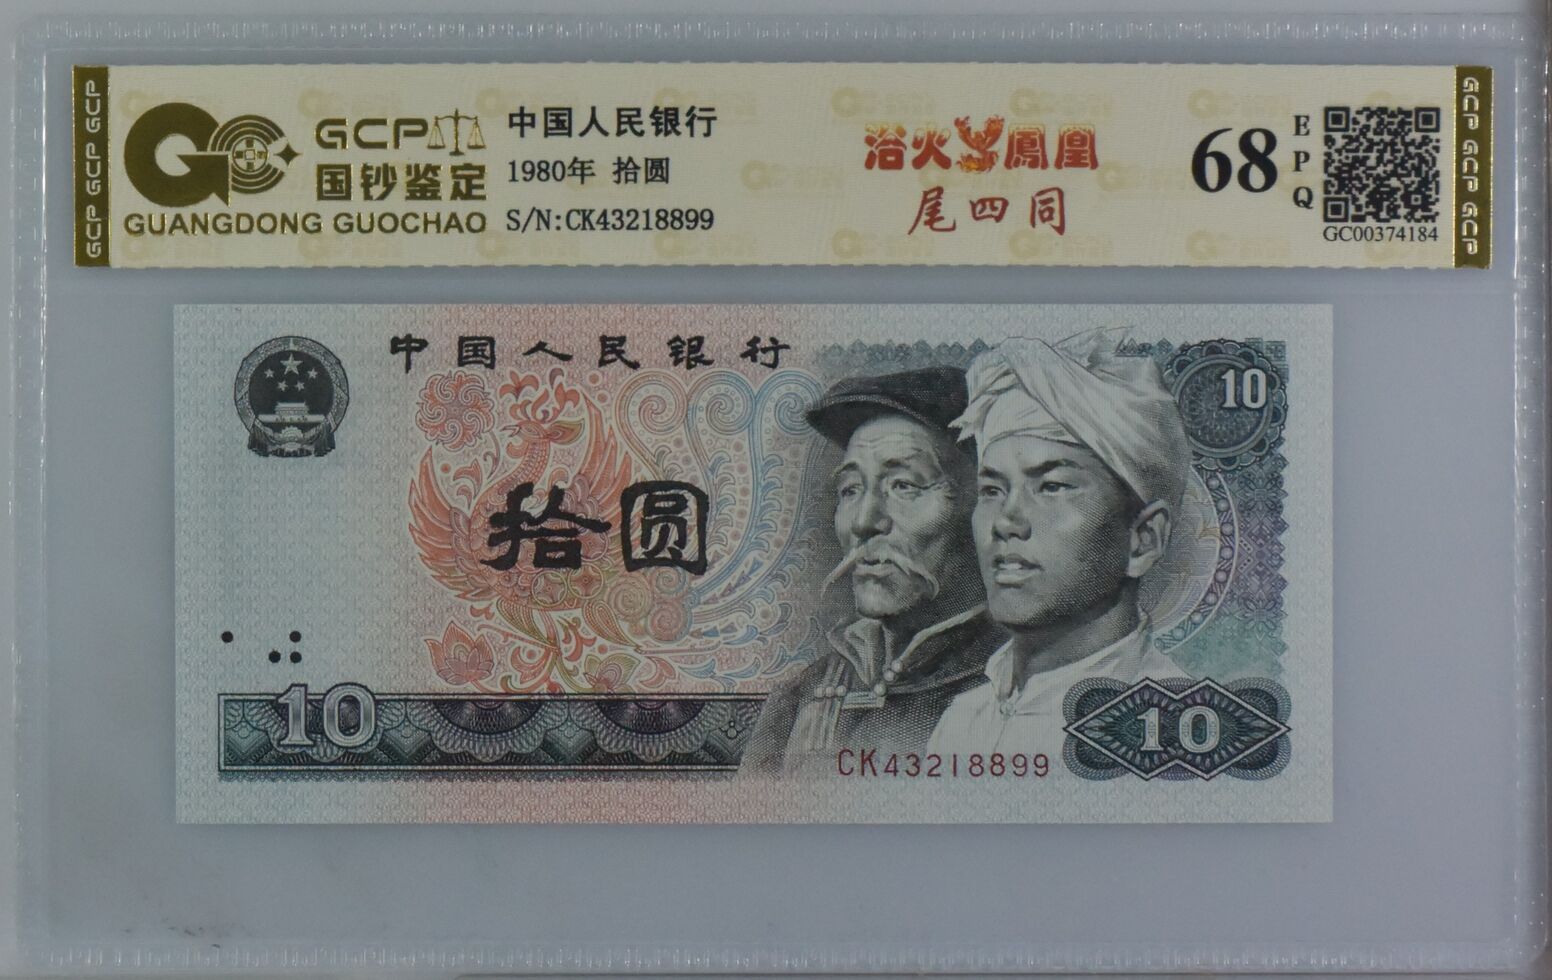 GCP GCP GCP
GCP
国钞鉴定
GUANGDONG GUOCHAO
中国人民银行
1980年 拾圆
S/N:CK43218899
浴火鳳凰
尾四同
68
EPQ
GC00374184
GCP GCP GCP
中国人民银行
10
拾圆
10
CK43218899
10